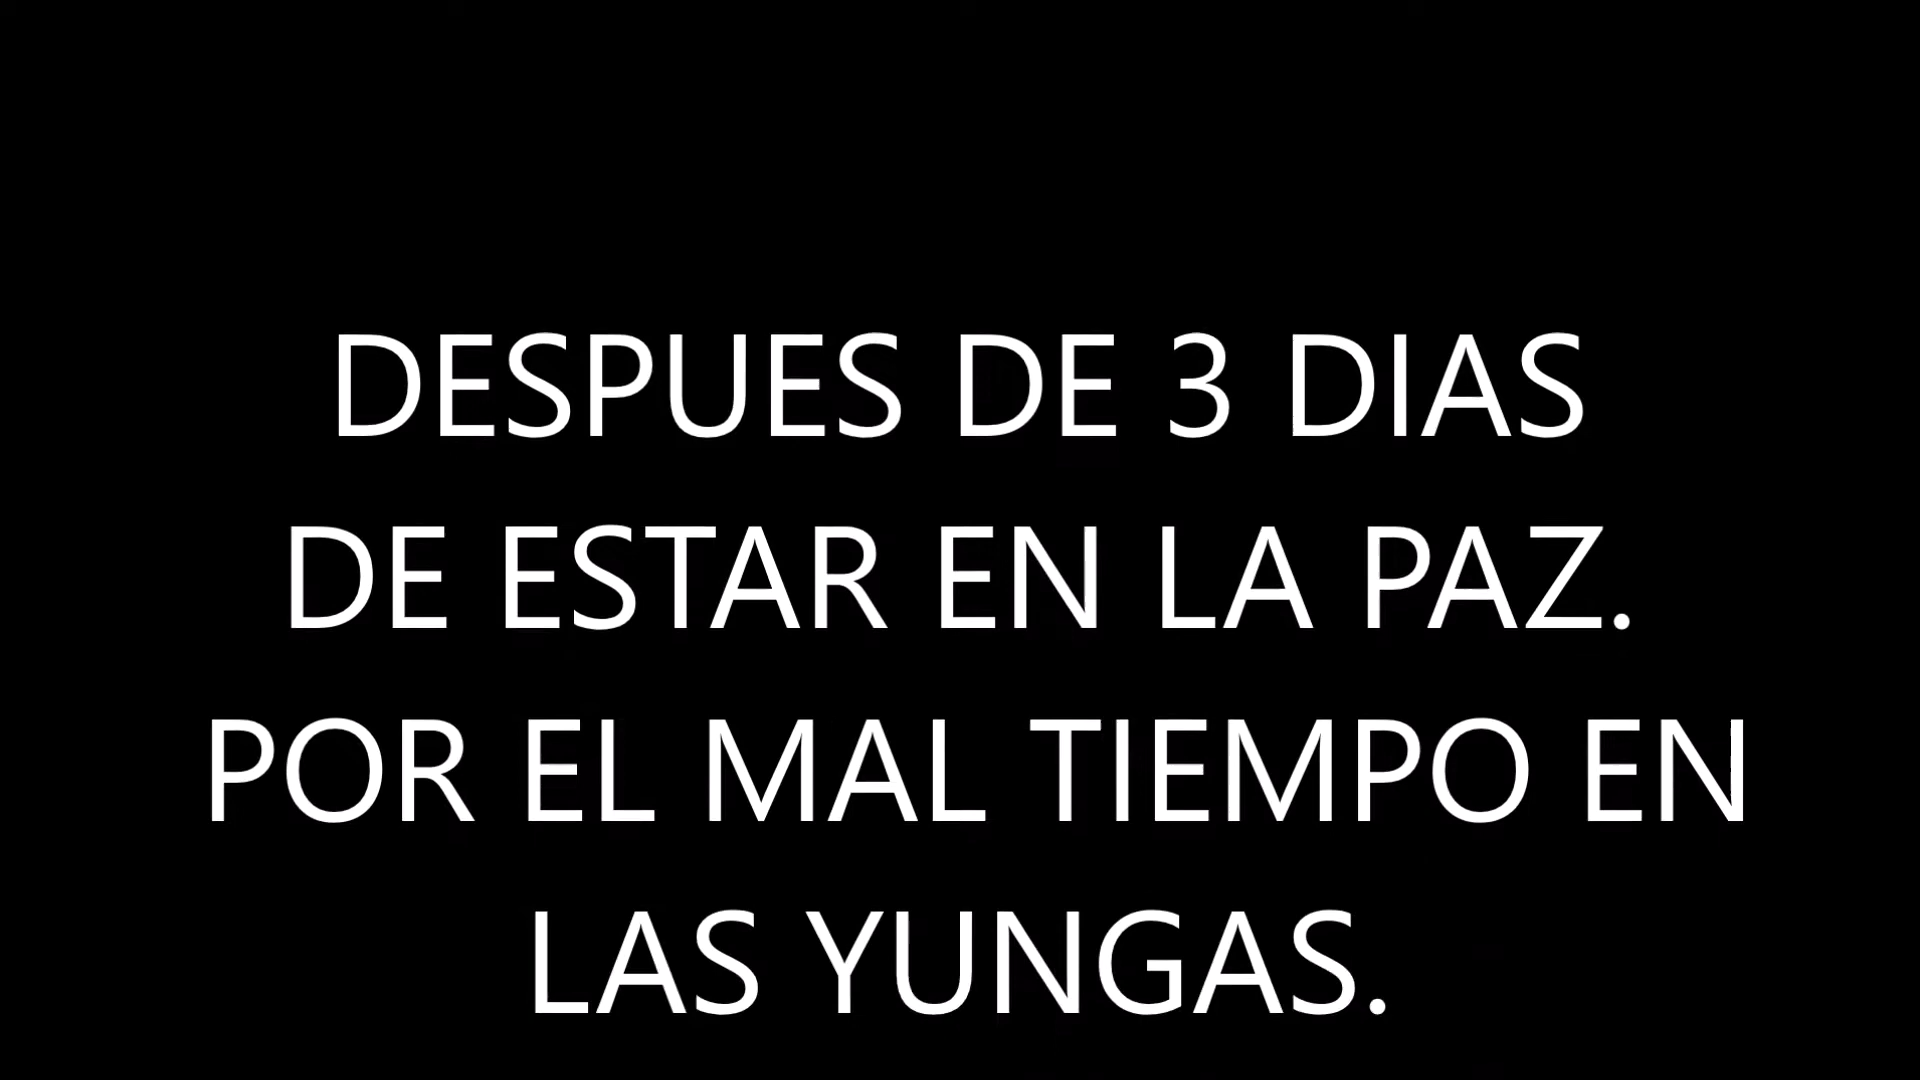 DESPUES DE 3 DIAS
DE ESTAR EN LA PAZ.
POR EL MAL TIEMPO EN
LAS YUNGAS.